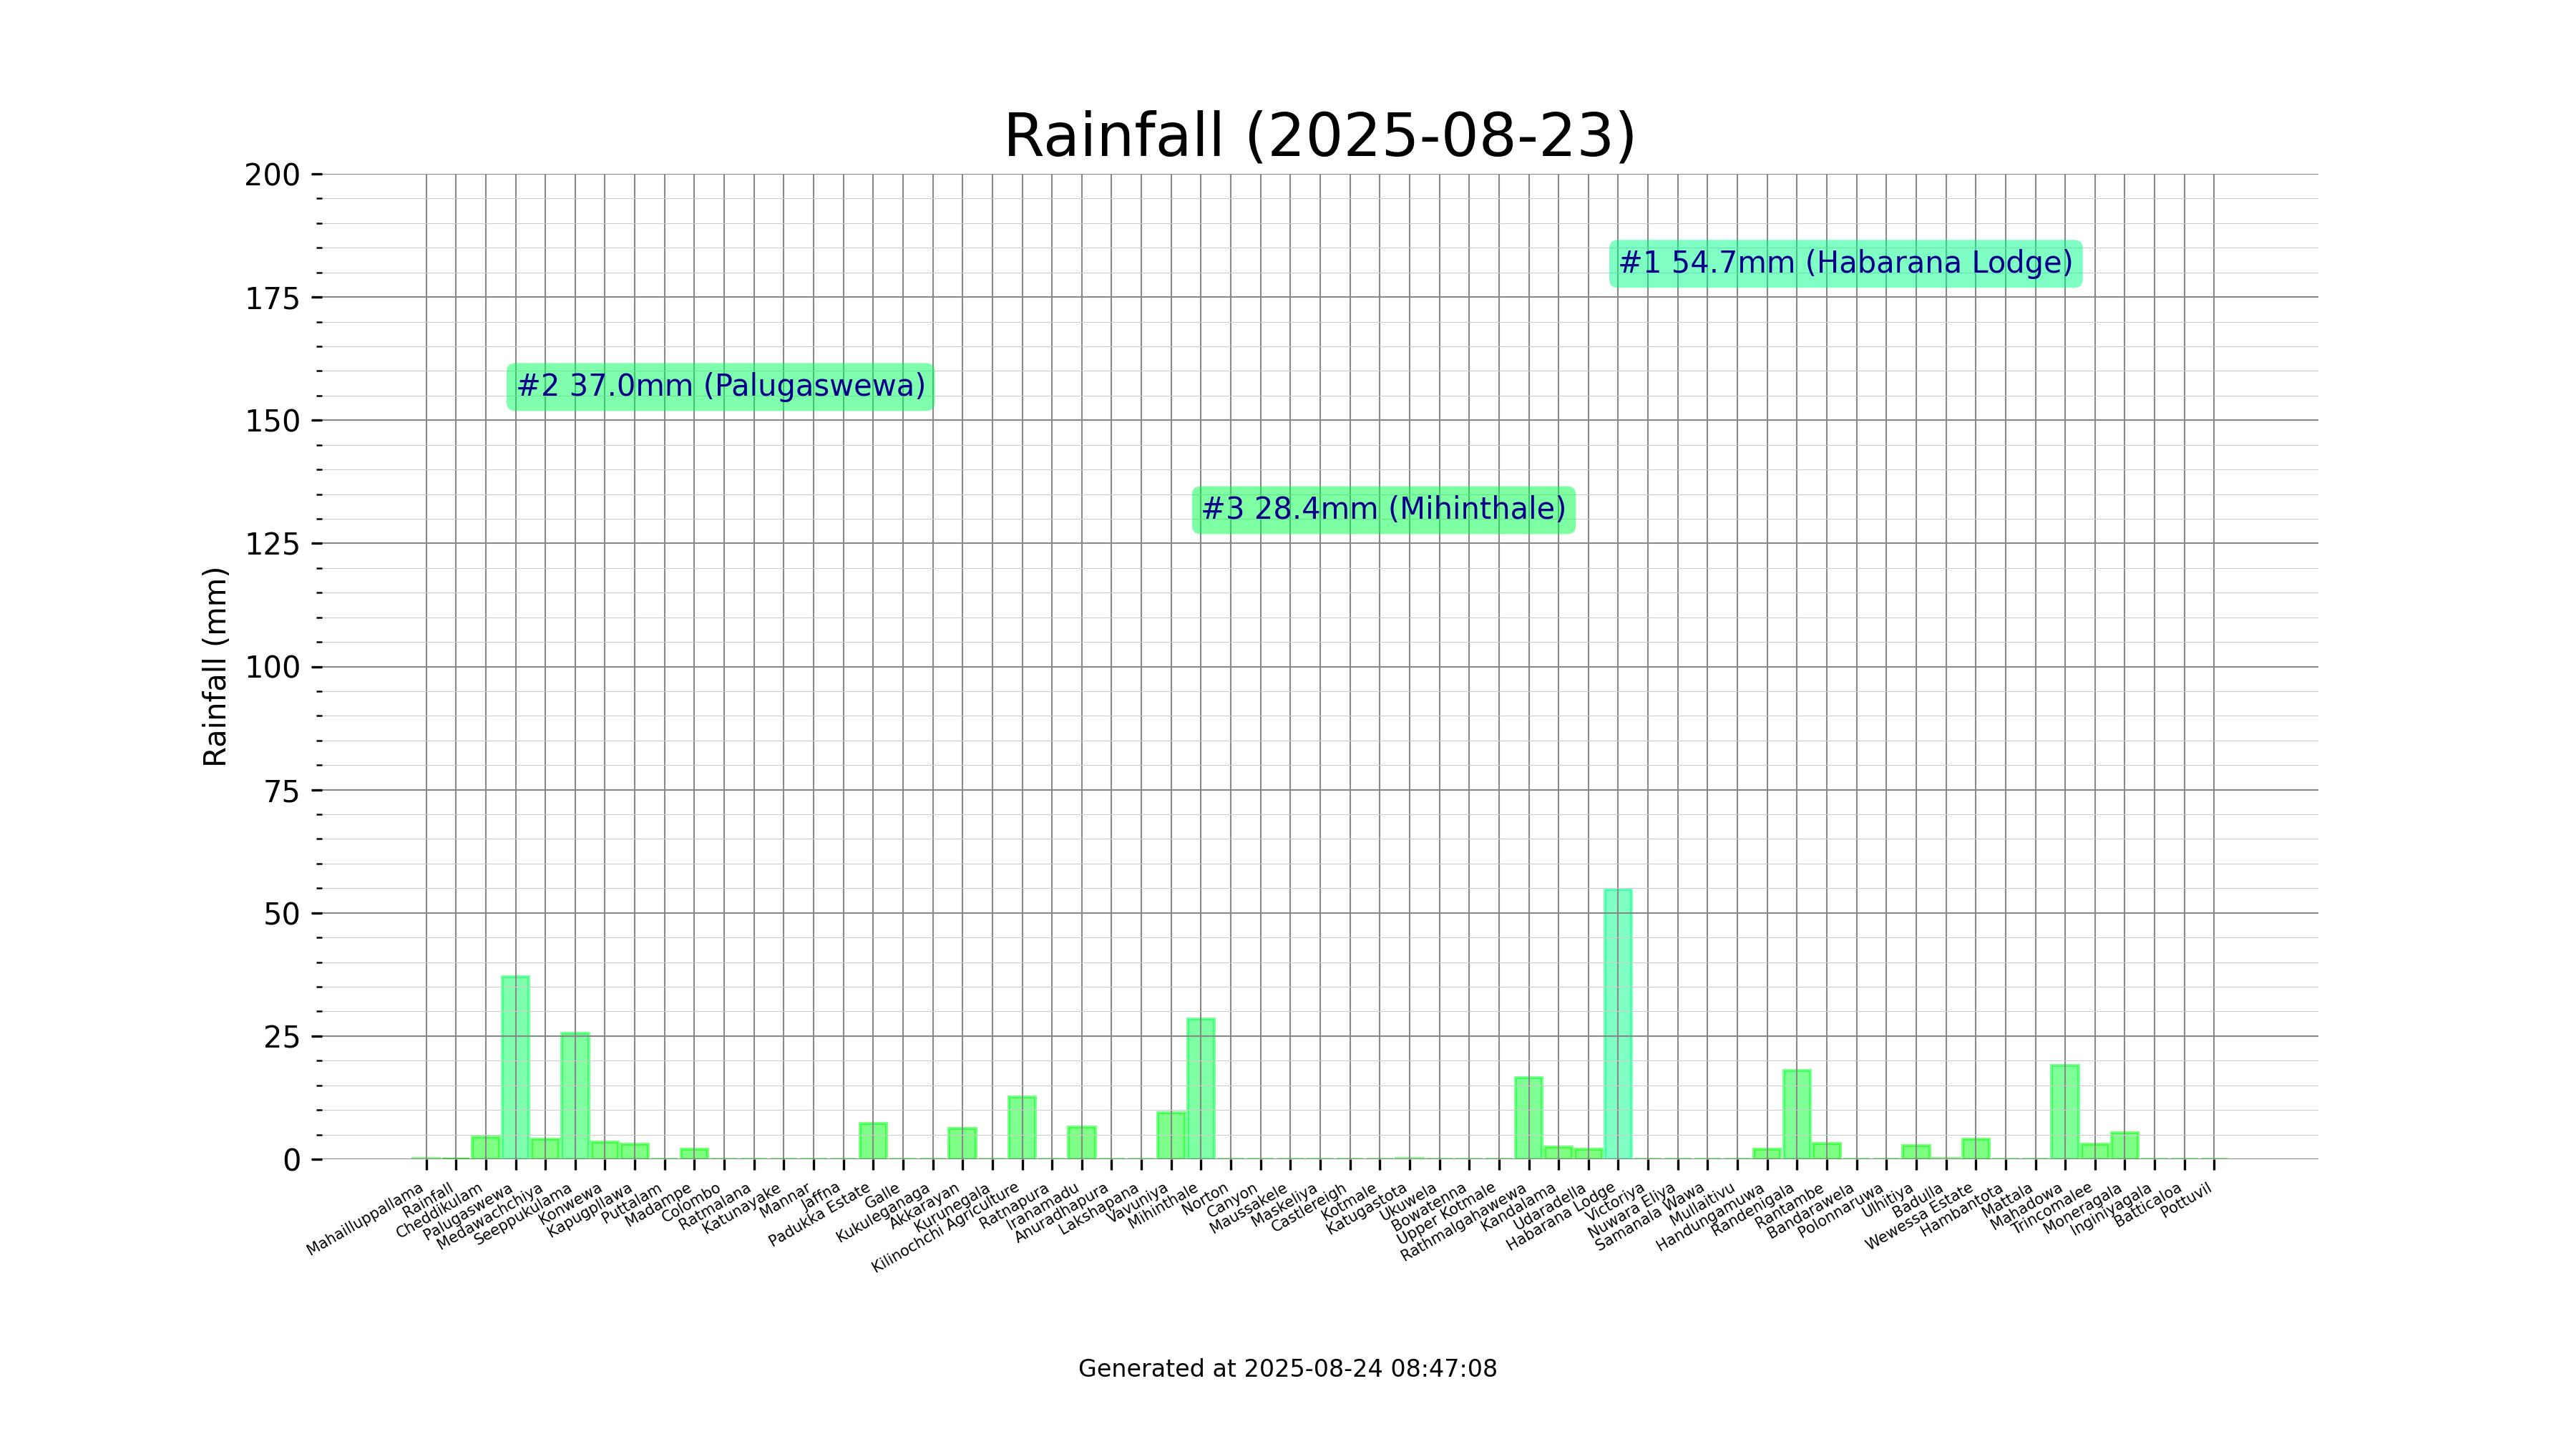 Rainfall (2025-08-23)
200
175
150
125
100
75
50
25
0
Rainfall (mm)
#1 54.7mm (Habarana Lodge)
#2 37.0mm (Palugaswewa)
#3 28.4mm (Mihinthale)
Mahailluppallama
Rainfall
Cheddikulam
Palugaswewa
Medawachchiya
Seeppukulama
Konwewa
Kapugpllawa
Puttalam
Madampe
Colombo
Ratmalana
Katunayake
Mannar
Jaffna
Padukka Estate
Galle
Kukuleganaga
Akkarayan
Kurunegala
Kilinochchi Agriculture
Ratnapura
Iranamadu
Anuradhapura
Lakshapana
Vavuniya
Mihinthale
Norton
Canyon
Maussakele
Maskeliya
Castlereigh
Kotmale
Katugastota
Ukuwela
Bowatenna
Upper Kotmale
Rathmalgahawewa
Kandalama
Udaradella
Habarana Lodge
Victoriya
Nuwara Eliya
Samanala Wawa
Mullaitivu
Handungamuwa
Randenigala
Rantambe
Bandarawela
Polonnaruwa
Ulhitiya
Badulla
Wewessa Estate
Hambantota
Mattala
Mahadowa
Trincomalee
Moneragala
Inginiyagala
Batticaloa
Pottuvil
Generated at 2025-08-24 08:47:08